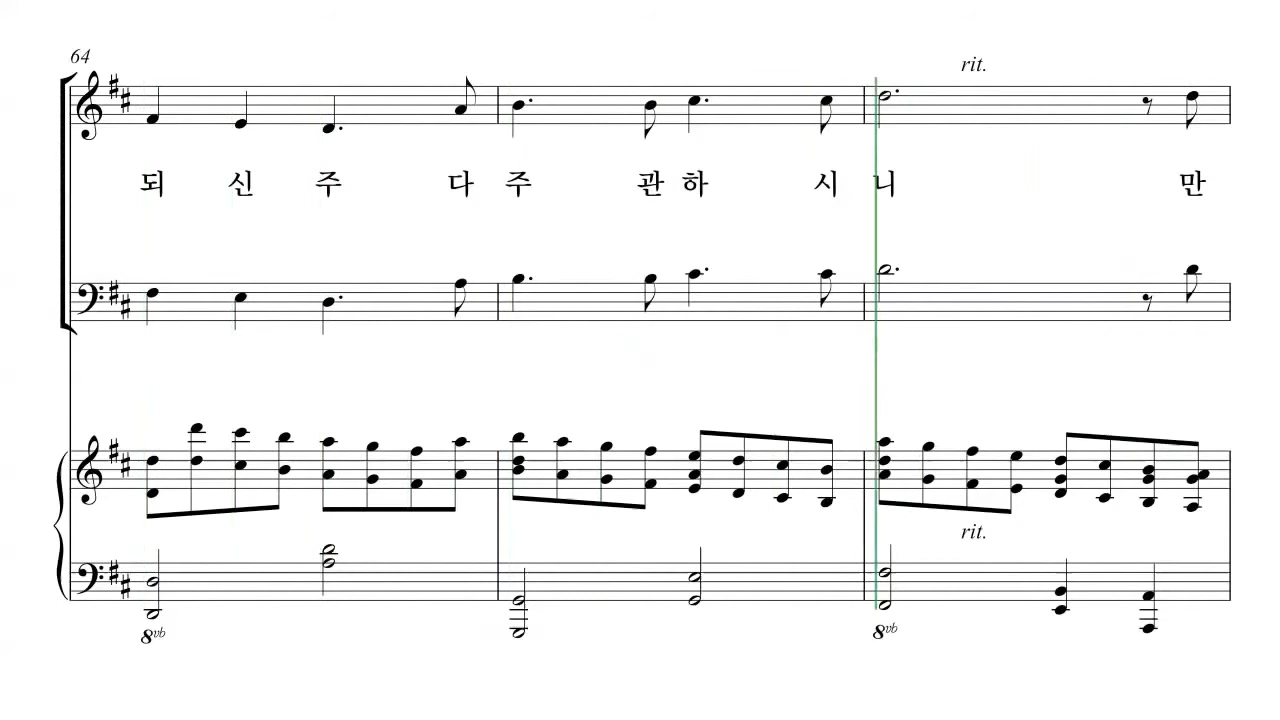 64
rit.
되 신 주 다 주 관 하 시 니 만
rit.
8vb 8vb